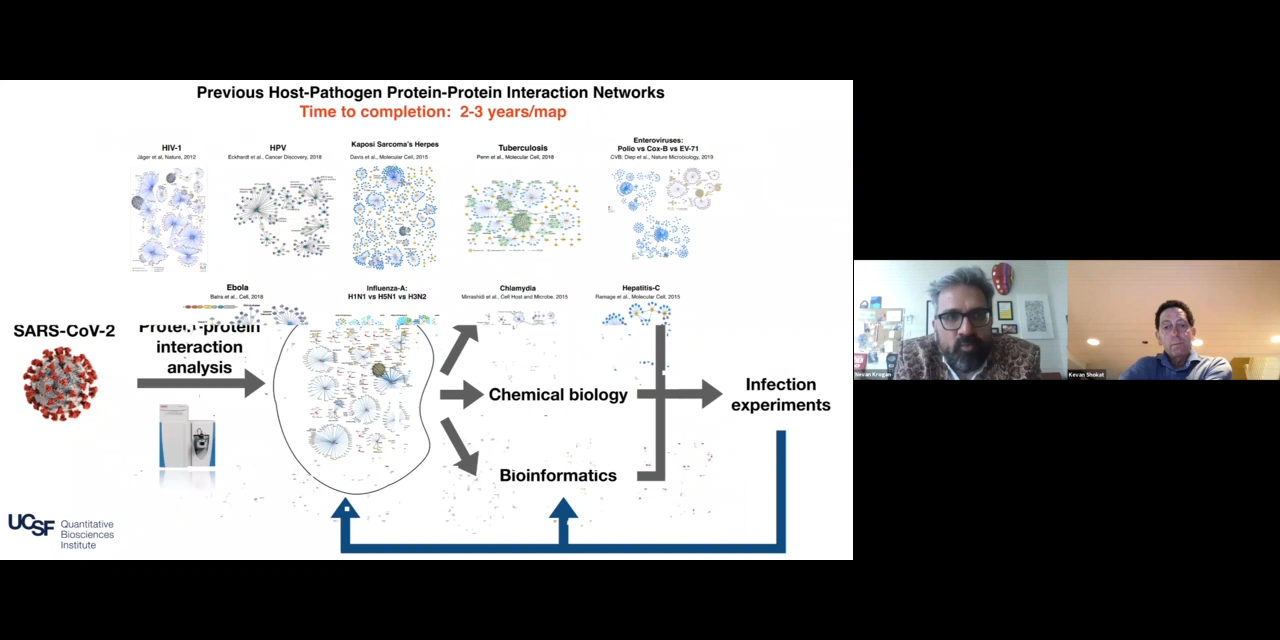 Previous Host-Pathogen Protein-Protein Interaction Networks
Time to completion: 2-3 years/map
HIV-1
Jäger et al, Nature, 2012
HPV
Eckhardt et al., Cancer Discovery, 2018
Kaposi Sarcoma's Herpes
Davis et al., Molecular Cell, 2015
Tuberculosis
Penn et al., Molecular Cell, 2018
Enteroviruses:
Polio vs Cox-B vs EV-71
CVB: Diep et al., Nature Microbiology, 2019
Ebola
Batra et al., Cell, 2018
Influenza-A:
H1N1 vs H5N1 vs H3N2
Chlamydia
Mirrashidi et al., Cell Host and Microbe, 2015
Hepatitis-C
Ramage et al., Molecular Cell, 2015
SARS-CoV-2
Protein-protein
interaction
analysis
Chemical biology
Bioinformatics
Infection
experiments
UCSF
Quantitative
Biosciences
Institute
Nevan Krogan
Kevan Shokat